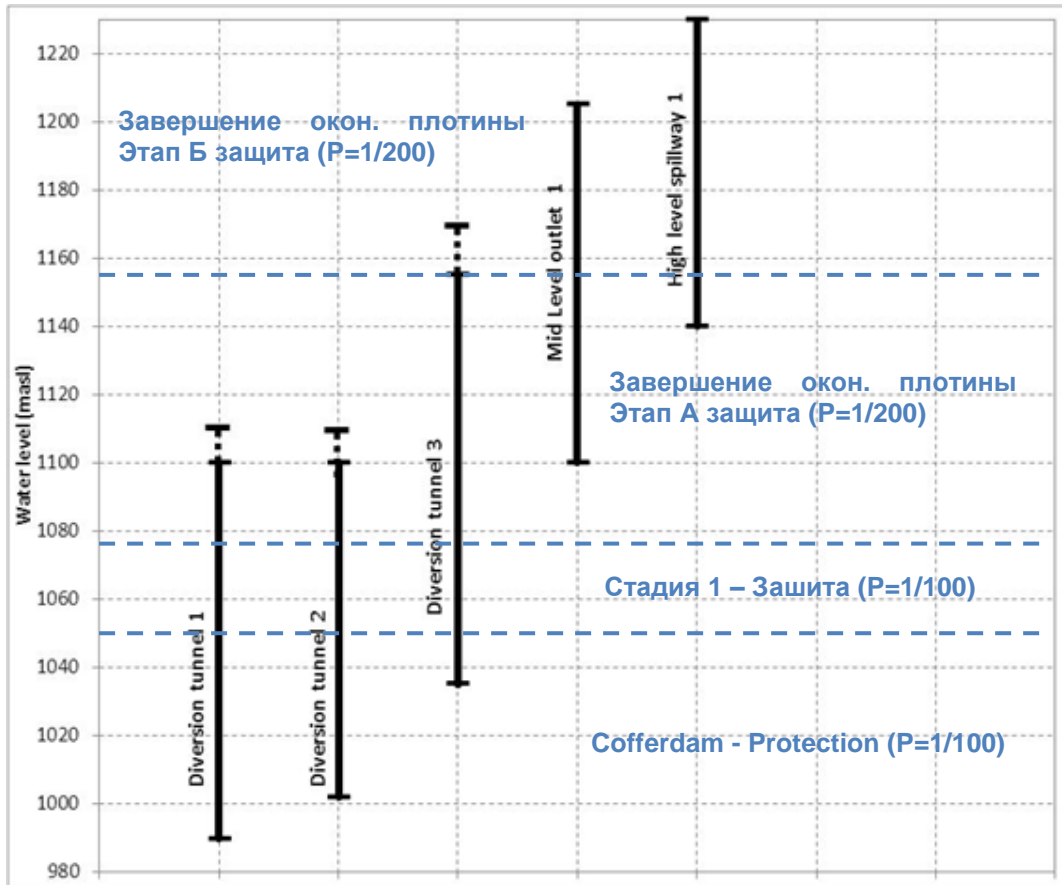 1220
Завершение окон. плотины
Этап Б защита (P=1/200)
1200
1180
1160
1140
1120
1100
1080
1060
1040
1020
1000
980
Water level (masl)
Diversion tunnel 1
Diversion tunnel 2
Diversion tunnel 3
Mid Level outlet 1
High level spillway 1
Завершение окон. плотины
Этап А защита (P=1/200)
Стадия 1 – Зашита (P=1/100)
Cofferdam - Protection (P=1/100)